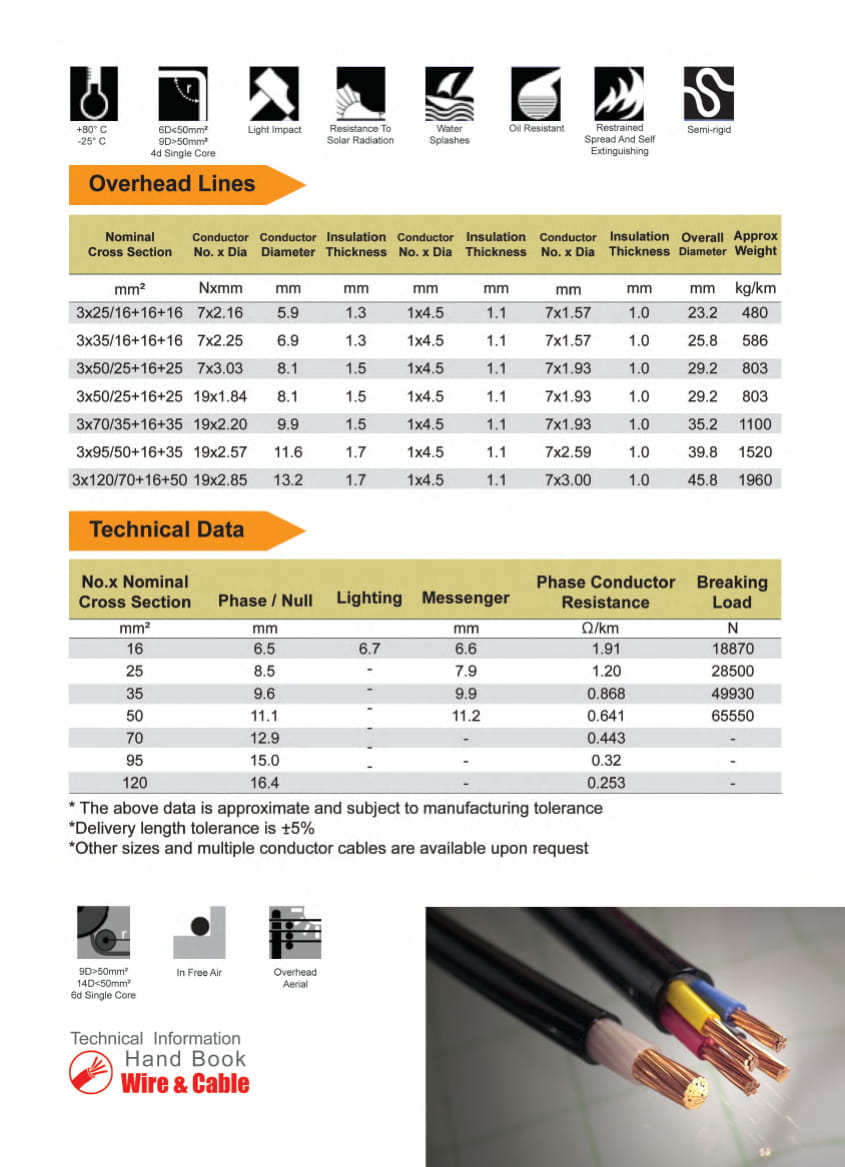 +80° C
-25° C
6D≤50mm²
9D>50mm²
4d Single Core
Light Impact
Resistance To
Solar Radiation
Water
Splashes
Oil Resistant
Restrained
Spread And Self
Extinguishing
Semi-rigid
Overhead Lines
Nominal Cross Section Conductor No. x Dia Conductor Diameter Insulation Thickness Conductor No. x Dia Insulation Thickness Conductor No. x Dia Insulation Thickness Overall Diameter Approx Weight
mm² Nxmm mm mm mm mm mm mm mm kg/km
3x25/16+16+16 7x2.16 5.9 1.3 1x4.5 1.1 7x1.57 1.0 23.2 480
3x35/16+16+16 7x2.25 6.9 1.3 1x4.5 1.1 7x1.57 1.0 25.8 586
3x50/25+16+25 7x3.03 8.1 1.5 1x4.5 1.1 7x1.93 1.0 29.2 803
3x50/25+16+25 19x1.84 8.1 1.5 1x4.5 1.1 7x1.93 1.0 29.2 803
3x70/35+16+35 19x2.20 9.9 1.5 1x4.5 1.1 7x1.93 1.0 35.2 1100
3x95/50+16+35 19x2.57 11.6 1.7 1x4.5 1.1 7x2.59 1.0 39.8 1520
3x120/70+16+50 19x2.85 13.2 1.7 1x4.5 1.1 7x3.00 1.0 45.8 1960
Technical Data
No.x Nominal Cross Section Phase / Null Lighting Messenger Phase Conductor Resistance Breaking Load
mm² mm mm Ω/km N
16 6.5 6.7 6.6 1.91 18870
25 8.5 - 7.9 1.20 28500
35 9.6 - 9.9 0.868 49930
50 11.1 - 11.2 0.641 65550
70 12.9 - - 0.443 -
95 15.0 - - 0.32 -
120 16.4 - - 0.253 -
* The above data is approximate and subject to manufacturing tolerance
*Delivery length tolerance is ±5%
*Other sizes and multiple conductor cables are available upon request
r
r
9D>50mm²
14D<50mm²
6d Single Core
In Free Air
Overhead
Aerial
Technical Information
Hand Book
Wire & Cable